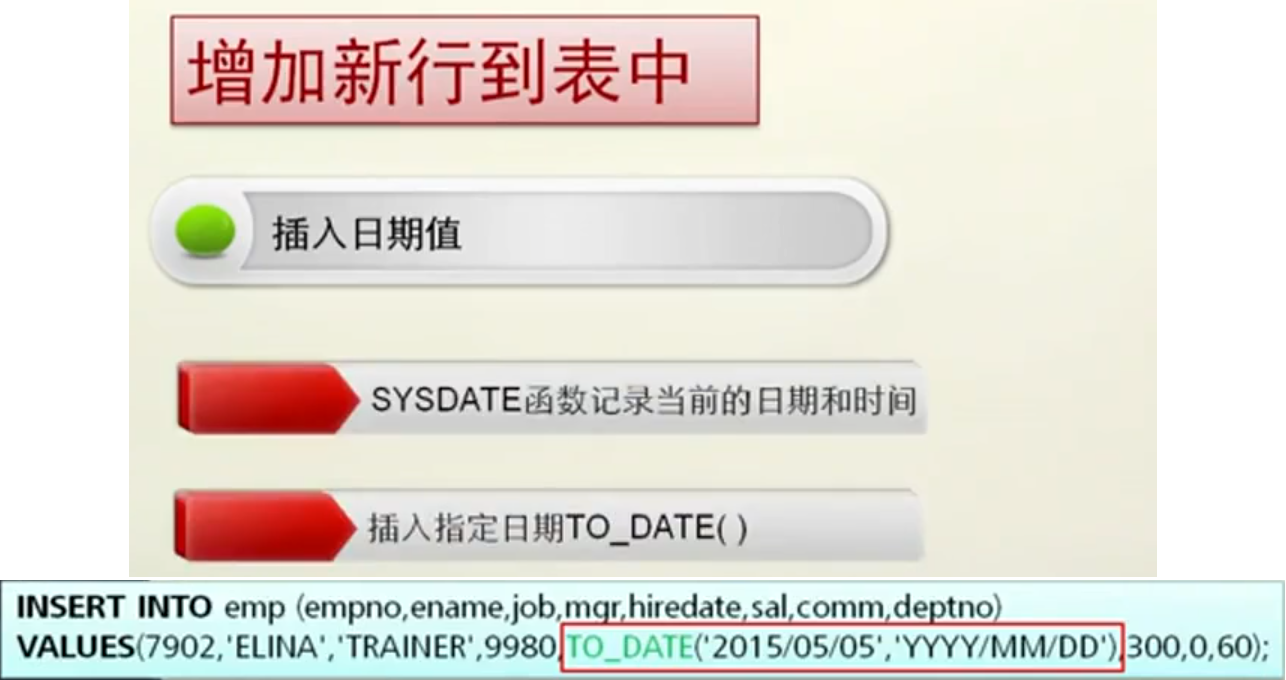 增加新行到表中
插入日期值
SYSDATE函数记录当前的日期和时间
插入指定日期TO_DATE( )
INSERT INTO emp (empno,ename,job,mgr,hiredate,sal,comm,deptno)
VALUES(7902,'ELINA','TRAINER',9980,TO_DATE('2015/05/05','YYYY/MM/DD'),300,0,60);